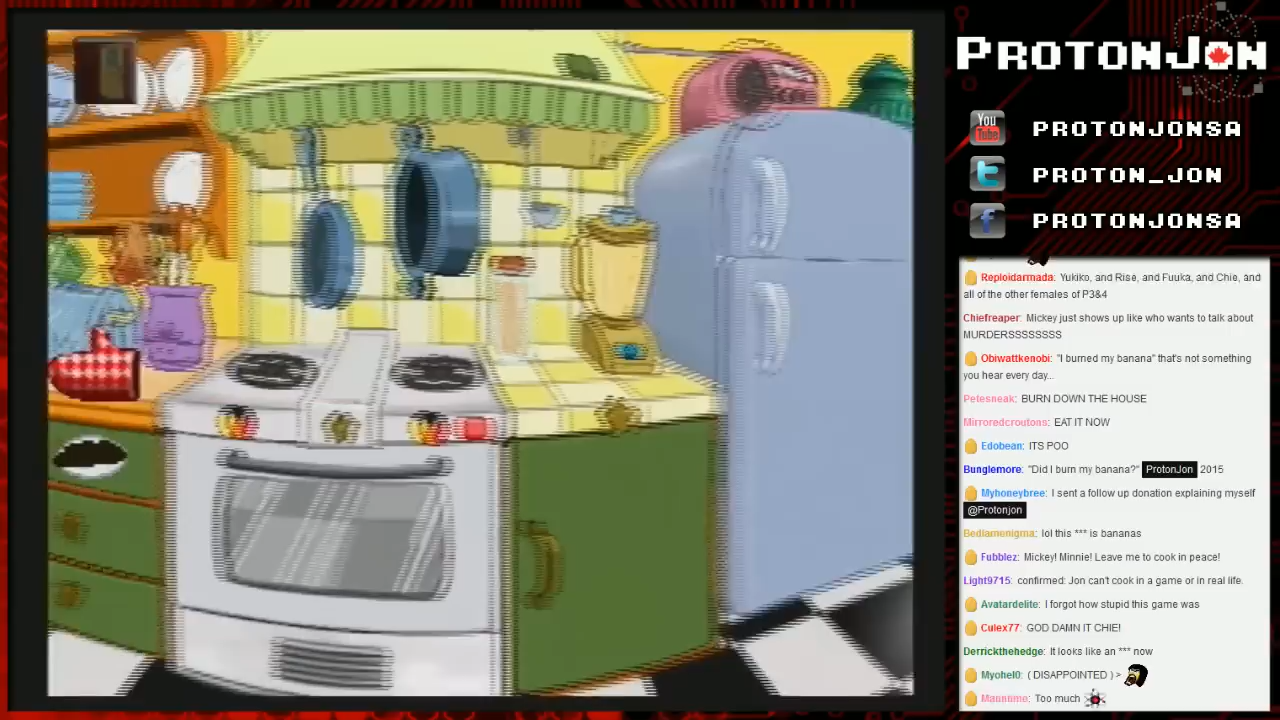 PROTONJON
You
Tube
PROTONJONSA
PROTON_JON
PROTONJONSA
Reploidarmada: Yukiko, and Rise, and Fuuka, and Chie, and
all of the other females of P3&4
Chiefreaper: Mickey just shows up like who wants to talk about
MURDERSSSSSSSS
Obiwattkenobi: "I burned my banana" that's not something
you hear every day...
Petesneak: BURN DOWN THE HOUSE
Mirroredcroutons: EAT IT NOW
Edobean: ITS POO
Bunglemore: "Did I burn my banana?" ProtonJon 2015
Myhoneybree: I sent a follow up donation explaining myself
@Protonjon
Bedlamenigma: lol this *** is bananas
Fubblez: Mickey! Minnie! Leave me to cook in peace!
Light9715: confirmed: Jon can't cook in a game or in real life.
Avatardelite: I forgot how stupid this game was
Culex77: GOD DAMN IT CHIE!
Derrickthehedge: It looks like an *** now
Myohel0: ( DISAPPOINTED ) >
Too much